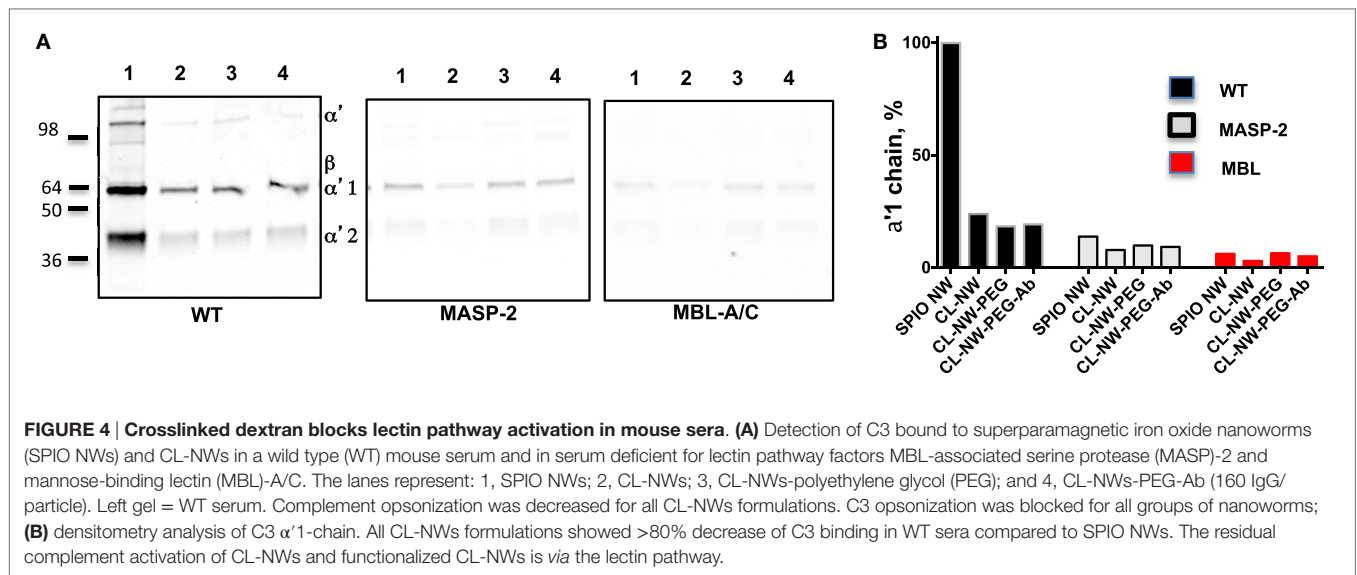 A
1 2 3 4
1 2 3 4
1 2 3 4
98
64
50
36
α'
β
α' 1
α' 2
WT
MASP-2
MBL-A/C
B
100
50
0
a'1 chain, %
WT
MASP-2
MBL
SPIO NW
CL-NW
CL-NW-PEG
CL-NW-PEG-Ab
SPIO NW
CL-NW
CL-NW-PEG
CL-NW-PEG-Ab
SPIO NW
CL-NW
CL-NW-PEG
CL-NW-PEG-Ab
FIGURE 4 | Crosslinked dextran blocks lectin pathway activation in mouse sera. (A) Detection of C3 bound to superparamagnetic iron oxide nanoworms
(SPIO NWs) and CL-NWs in a wild type (WT) mouse serum and in serum deficient for lectin pathway factors MBL-associated serine protease (MASP)-2 and
mannose-binding lectin (MBL)-A/C. The lanes represent: 1, SPIO NWs; 2, CL-NWs; 3, CL-NWs-polyethylene glycol (PEG); and 4, CL-NWs-PEG-Ab (160 IgG/
particle). Left gel = WT serum. Complement opsonization was decreased for all CL-NWs formulations. C3 opsonization was blocked for all groups of nanoworms;
(B) densitometry analysis of C3 α′1-chain. All CL-NWs formulations showed >80% decrease of C3 binding in WT sera compared to SPIO NWs. The residual
complement activation of CL-NWs and functionalized CL-NWs is via the lectin pathway.